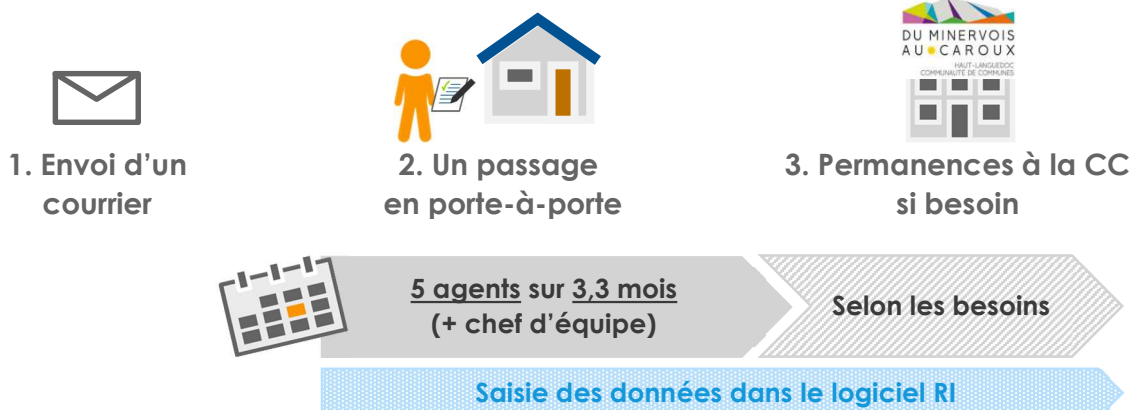 DU MINERVOIS
AU CAROUX
HAUT-LANGUEDOC
COMMUNAUTÉ DE COMMUNES
1. Envoi d'un
courrier
2. Un passage
en porte-à-porte
3. Permanences à la CC
si besoin
5 agents sur 3,3 mois
(+ chef d'équipe)
Selon les besoins
Saisie des données dans le logiciel RI